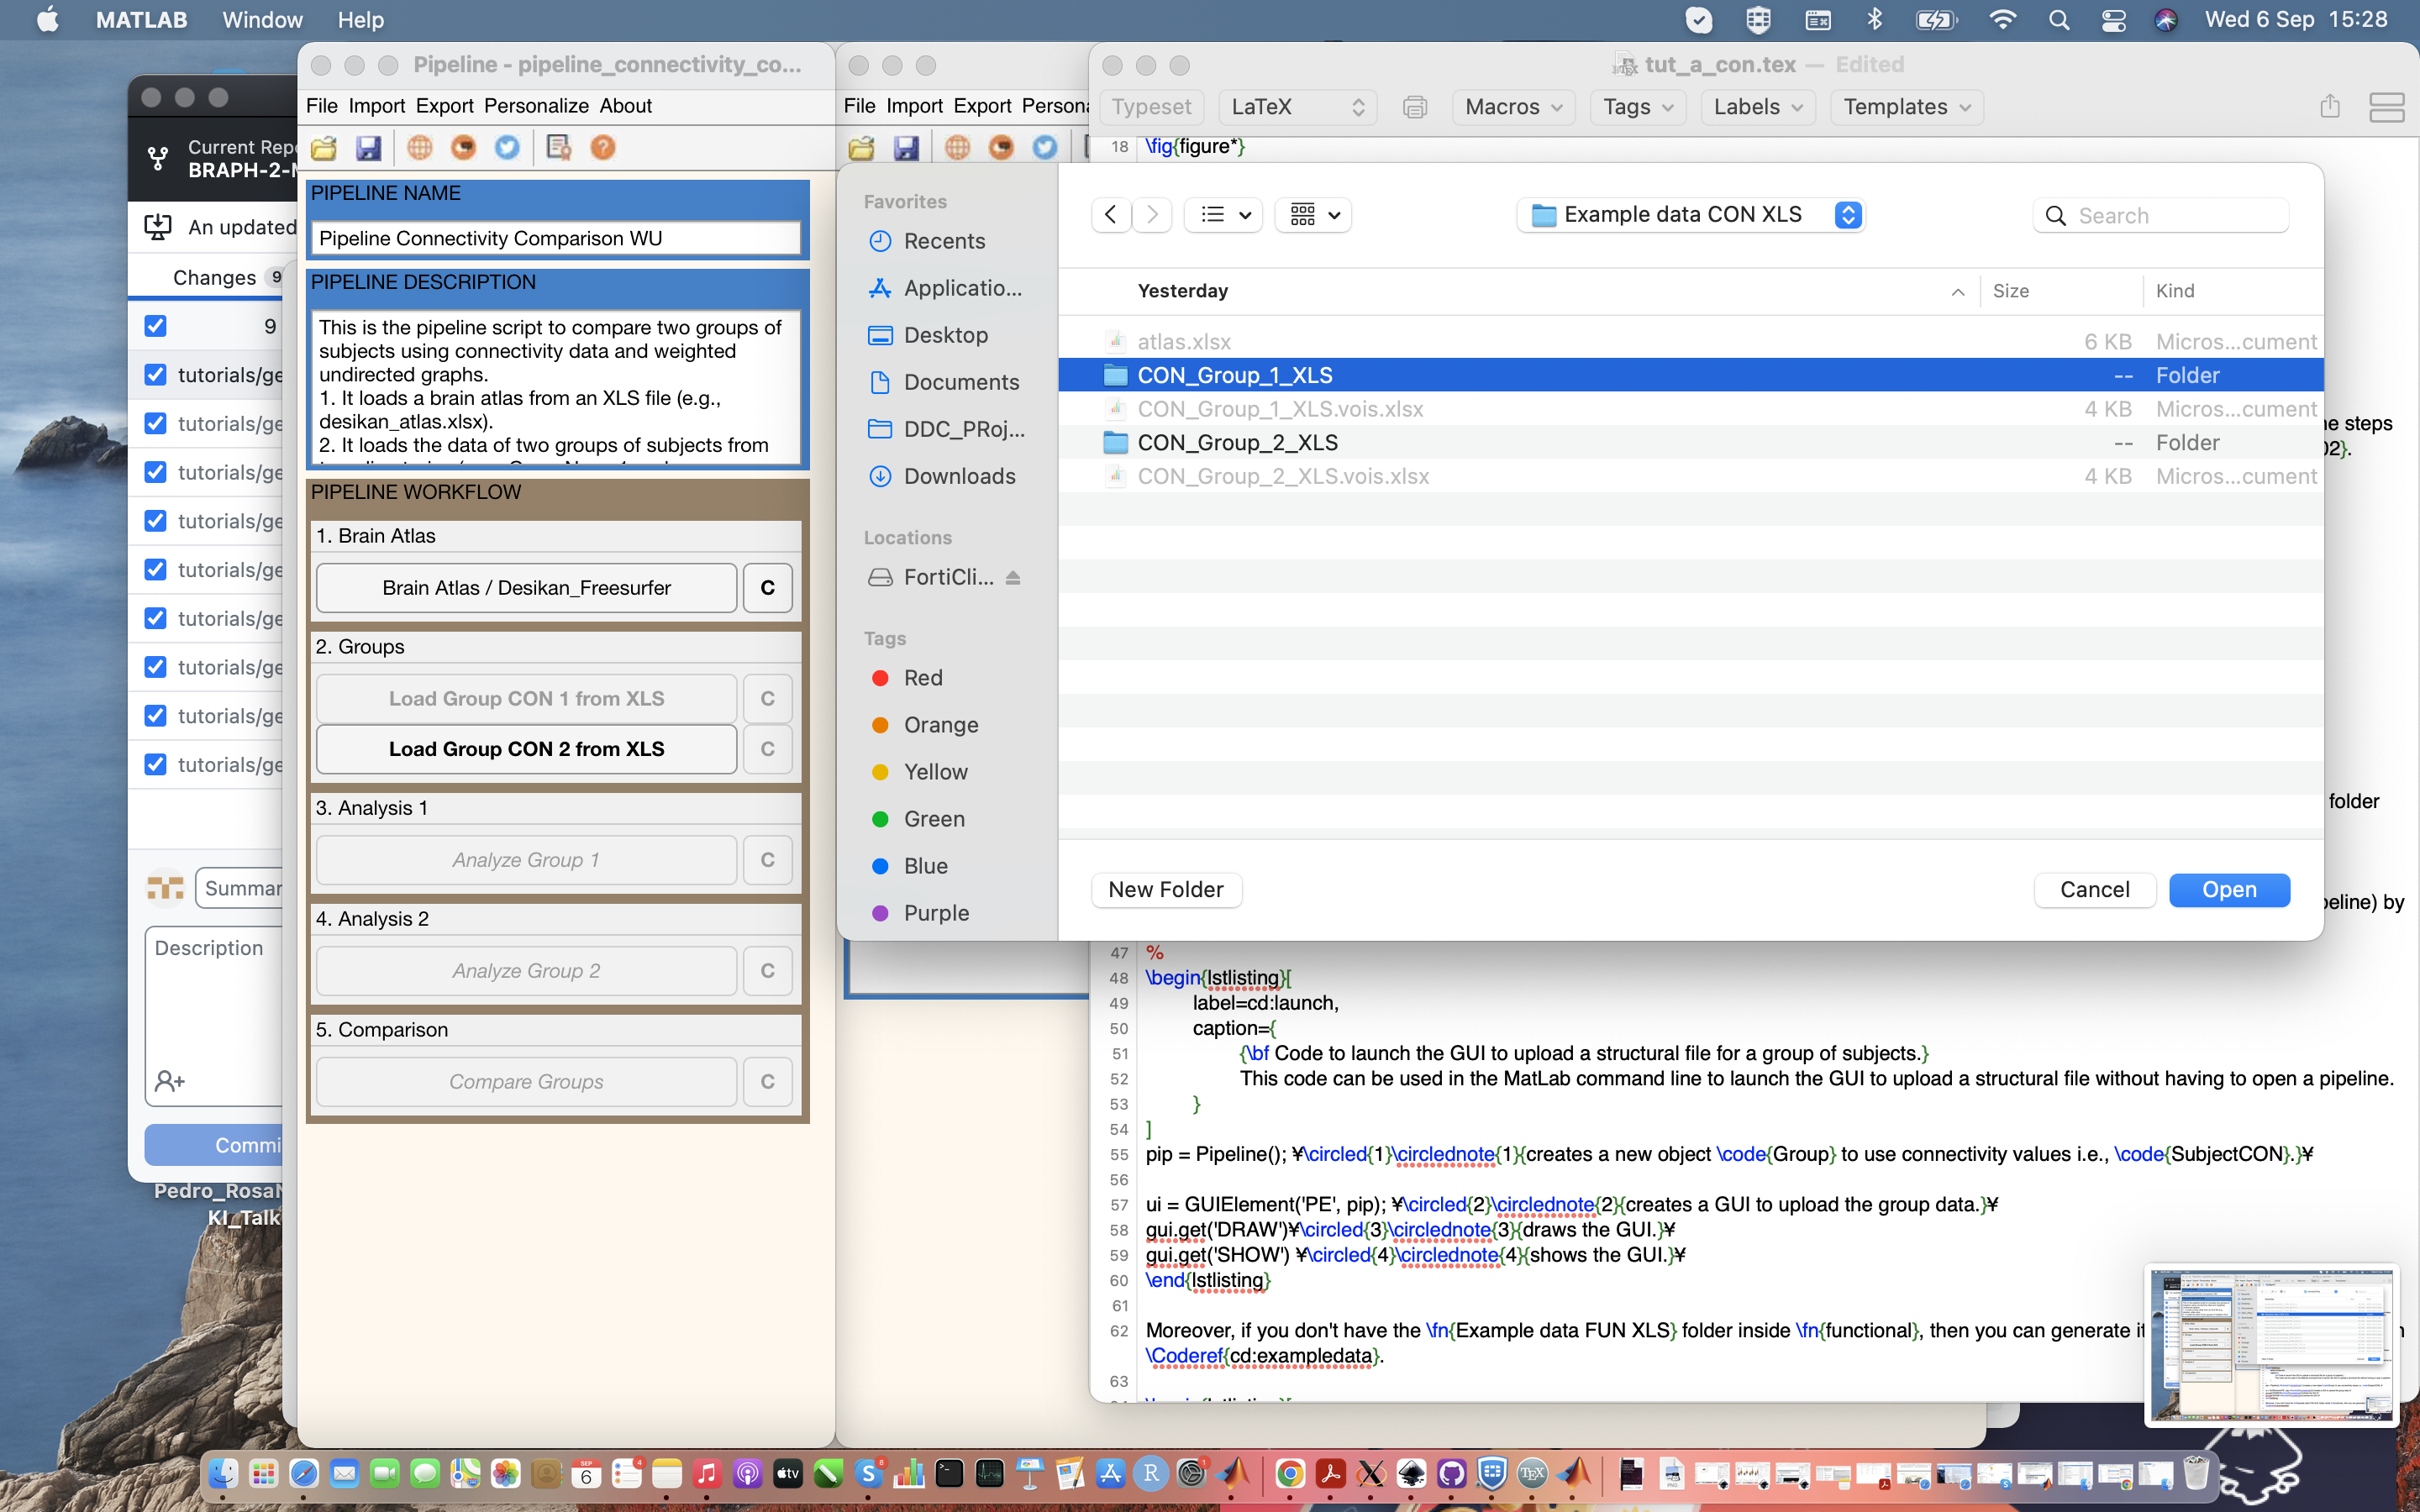 MATLAB Window Help
Wed 6 Sep 15:28
Current Rep
BRAPH-2-M
An updated
Changes 9
9
tutorials/ge
tutorials/ge
tutorials/ge
tutorials/ge
tutorials/ge
tutorials/ge
tutorials/ge
tutorials/ge
tutorials/ge
Summar
Description
Commi
Pedro_RosaN
KI_Talk
Pipeline - pipeline_connectivity_co...
File Import Export Personalize About
PIPELINE NAME
Pipeline Connectivity Comparison WU
PIPELINE DESCRIPTION
This is the pipeline script to compare two groups of
subjects using connectivity data and weighted
undirected graphs.
1. It loads a brain atlas from an XLS file (e.g.,
desikan_atlas.xlsx).
2. It loads the data of two groups of subjects from
PIPELINE WORKFLOW
1. Brain Atlas
Brain Atlas / Desikan_Freesurfer C
2. Groups
Load Group CON 1 from XLS C
Load Group CON 2 from XLS C
3. Analysis 1
Analyze Group 1 C
4. Analysis 2
Analyze Group 2 C
5. Comparison
Compare Groups C
File Import Export Persona
tut_a_con.tex — Edited
Typeset LaTeX Macros Tags Labels Templates
18 \fig{figure*}
Favorites
Recents
Applicatio...
Desktop
Documents
DDC_PRoj...
Downloads
Locations
FortiCli...
Tags
Red
Orange
Yellow
Green
Blue
Purple
Example data CON XLS
Search
Yesterday Size Kind
atlas.xlsx 6 KB Micros...cument
CON_Group_1_XLS -- Folder
CON_Group_1_XLS.vois.xlsx 4 KB Micros...cument
CON_Group_2_XLS -- Folder
CON_Group_2_XLS.vois.xlsx 4 KB Micros...cument
New Folder Cancel Open
ne steps
02}.
folder
peline) by
47 %
48 \begin{lstlisting}[
49 label=cd:launch,
50 caption={
51 {\bf Code to launch the GUI to upload a structural file for a group of subjects.}
52 This code can be used in the MatLab command line to launch the GUI to upload a structural file without having to open a pipeline.
53 }
54 ]
55 pip = Pipeline(); ¥\circled{1}\circlednote{1}{creates a new object \code{Group} to use connectivity values i.e., \code{SubjectCON}.}¥
56
57 ui = GUIElement('PE', pip); ¥\circled{2}\circlednote{2}{creates a GUI to upload the group data.}¥
58 gui.get('DRAW')¥\circled{3}\circlednote{3}{draws the GUI.}¥
59 gui.get('SHOW') ¥\circled{4}\circlednote{4}{shows the GUI.}¥
60 \end{lstlisting}
61
62 Moreover, if you don't have the \fn{Example data FUN XLS} folder inside \fn{functional}, then you can generate i
\Coderef{cd:exampledata}.
63
SEP
6
4
tv
8
R
1
TEX